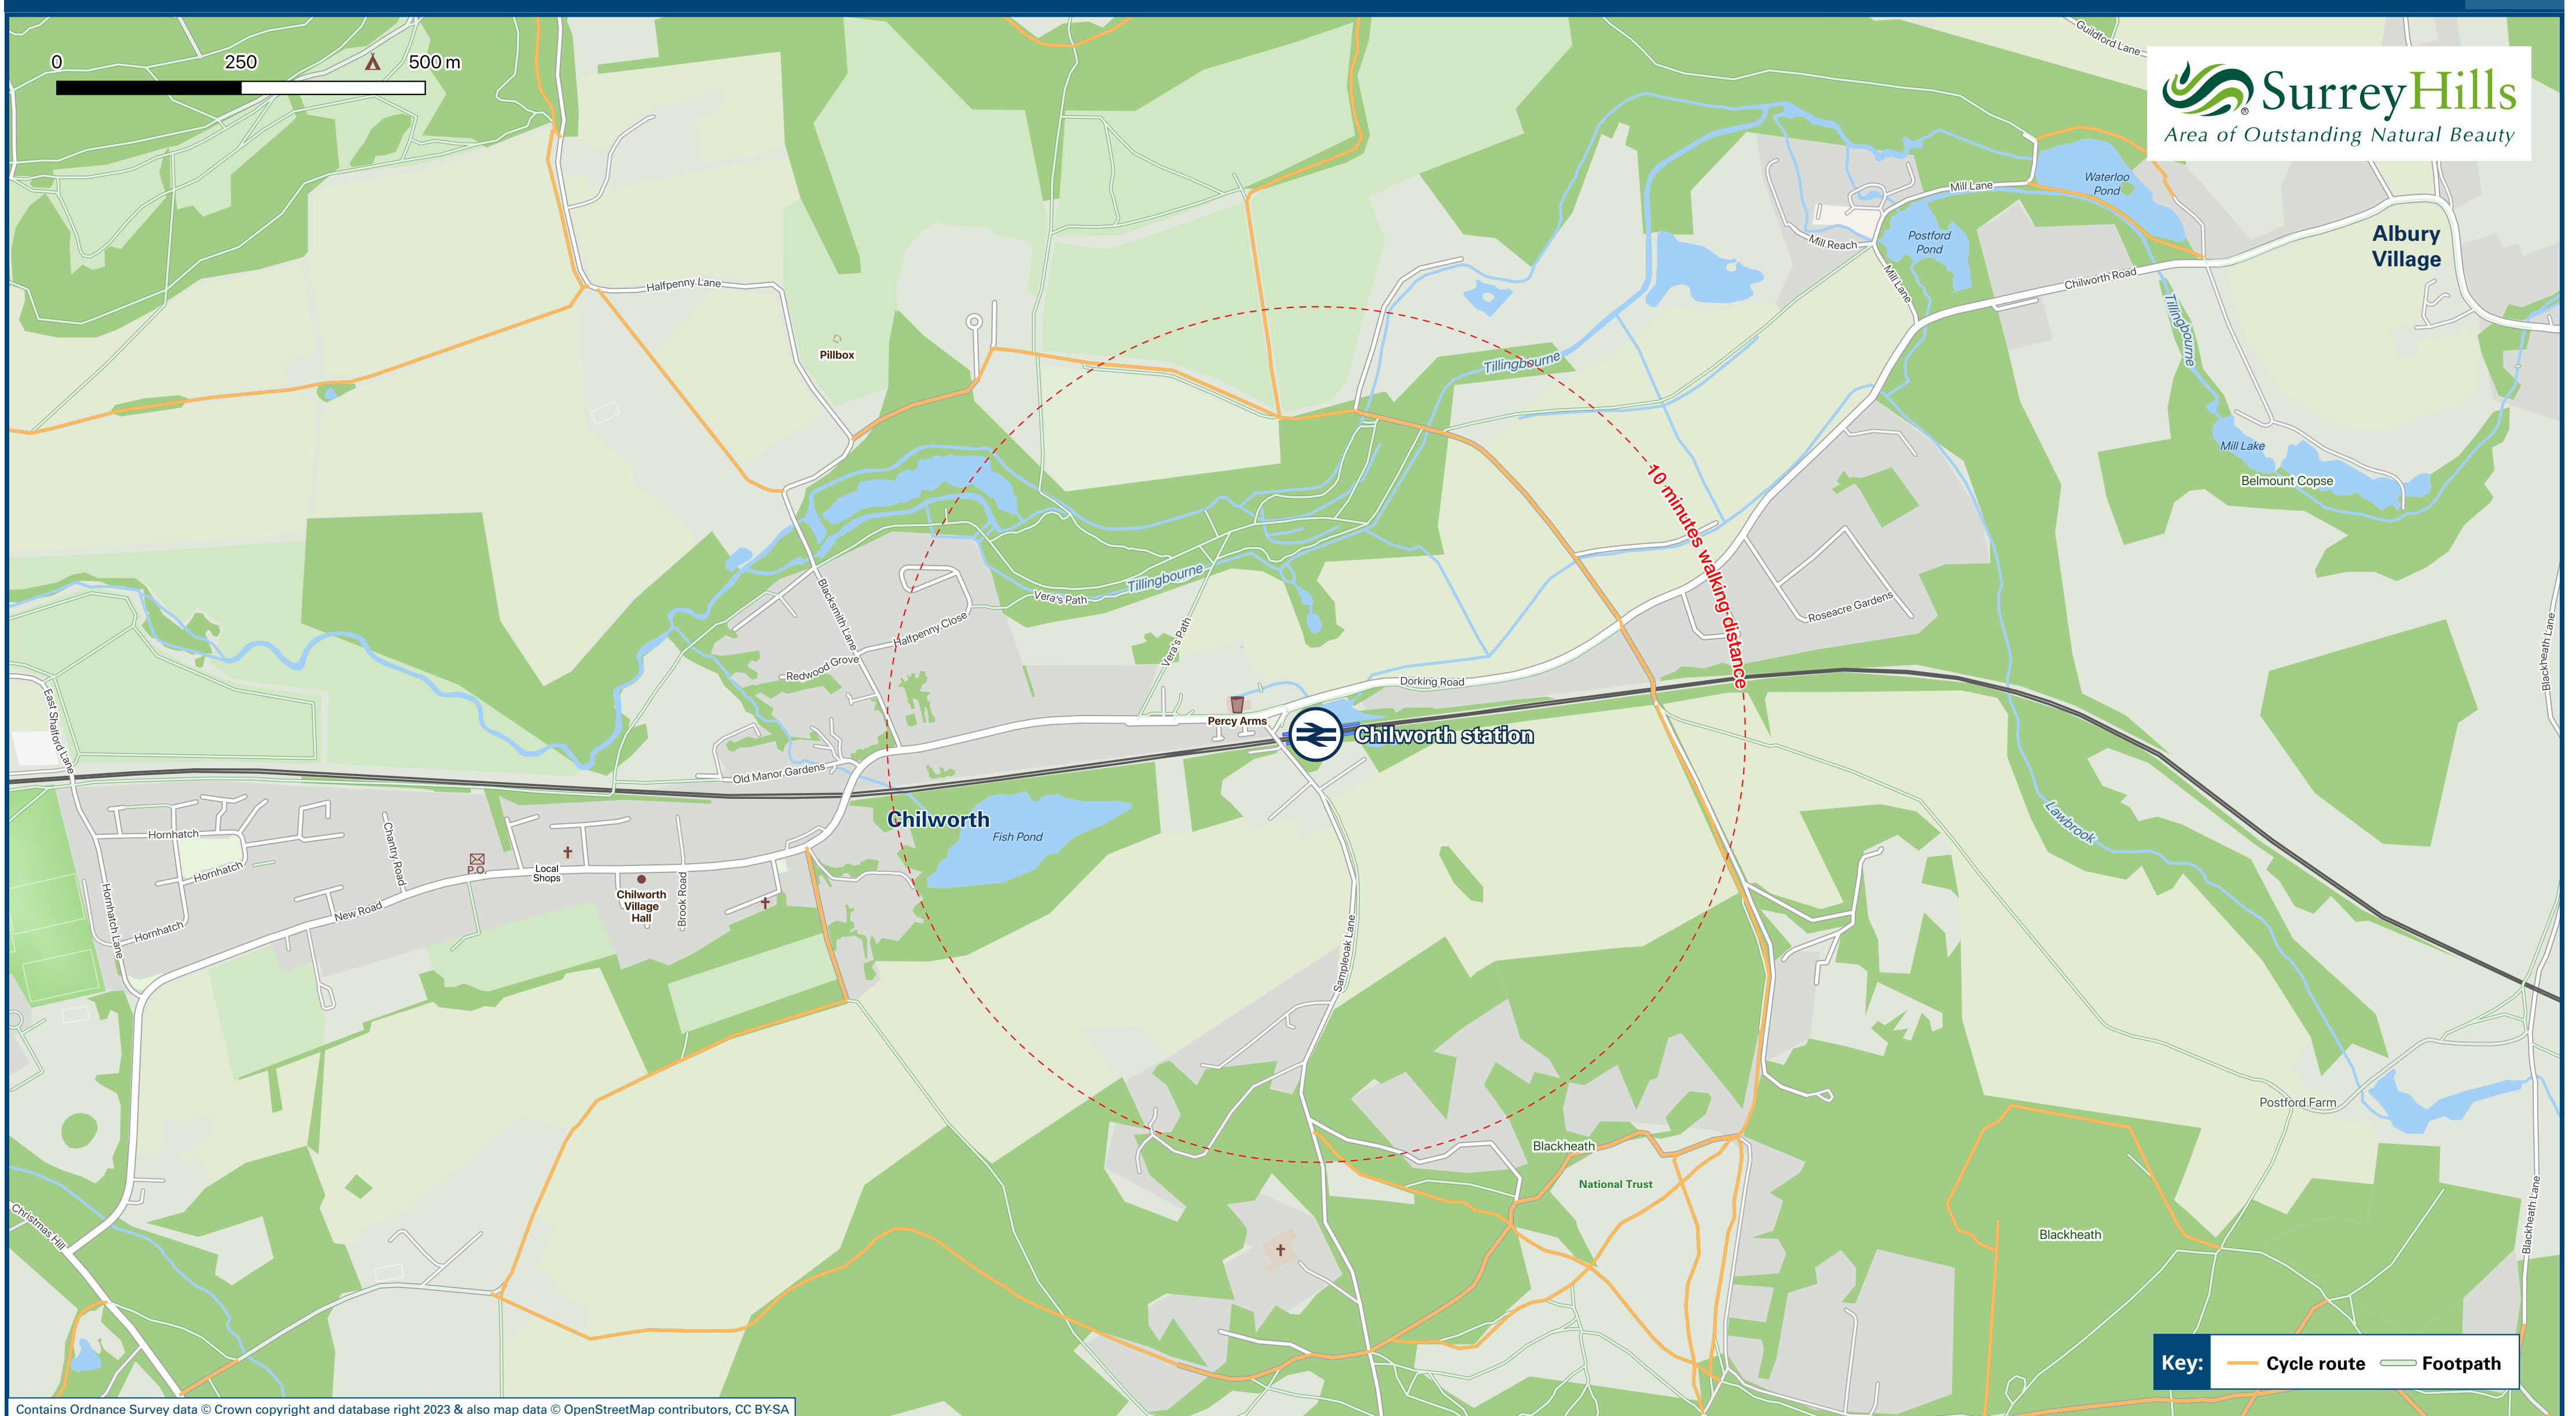 0 250 500 m
Guildford Lane
SurreyHills
®
Area of Outstanding Natural Beauty
Waterloo
Pond
Mill Lane
Postford
Pond
Mill Reach
Mill Lane
Albury
Village
Chilworth Road
Tillingbourne
Halfpenny Lane
Pillbox
Tillingbourne
Mill Lake
Belmount Copse
10 minutes walking distance
Tillingbourne
Vera's Path
Blacksmith Lane
Halfpenny Close
Redwood Grove
Vera's Path
Roseacre Gardens
Blackheath Lane
East Shalford Lane
Dorking Road
Percy Arms
Chilworth station
Old Manor Gardens
Chilworth
Fish Pond
Lawbrook
Hornhatch
Chantry Road
Hornhatch
P.O.
Local
Shops
Chilworth
Village
Hall
Brook Road
New Road
Hornhatch Lane
Hornhatch
Sampleoak Lane
Postford Farm
Blackheath
National Trust
Christmas Hill
Blackheath
Blackheath Lane
Key: Cycle route Footpath
Contains Ordnance Survey data © Crown copyright and database right 2023 & also map data © OpenStreetMap contributors, CC BY-SA